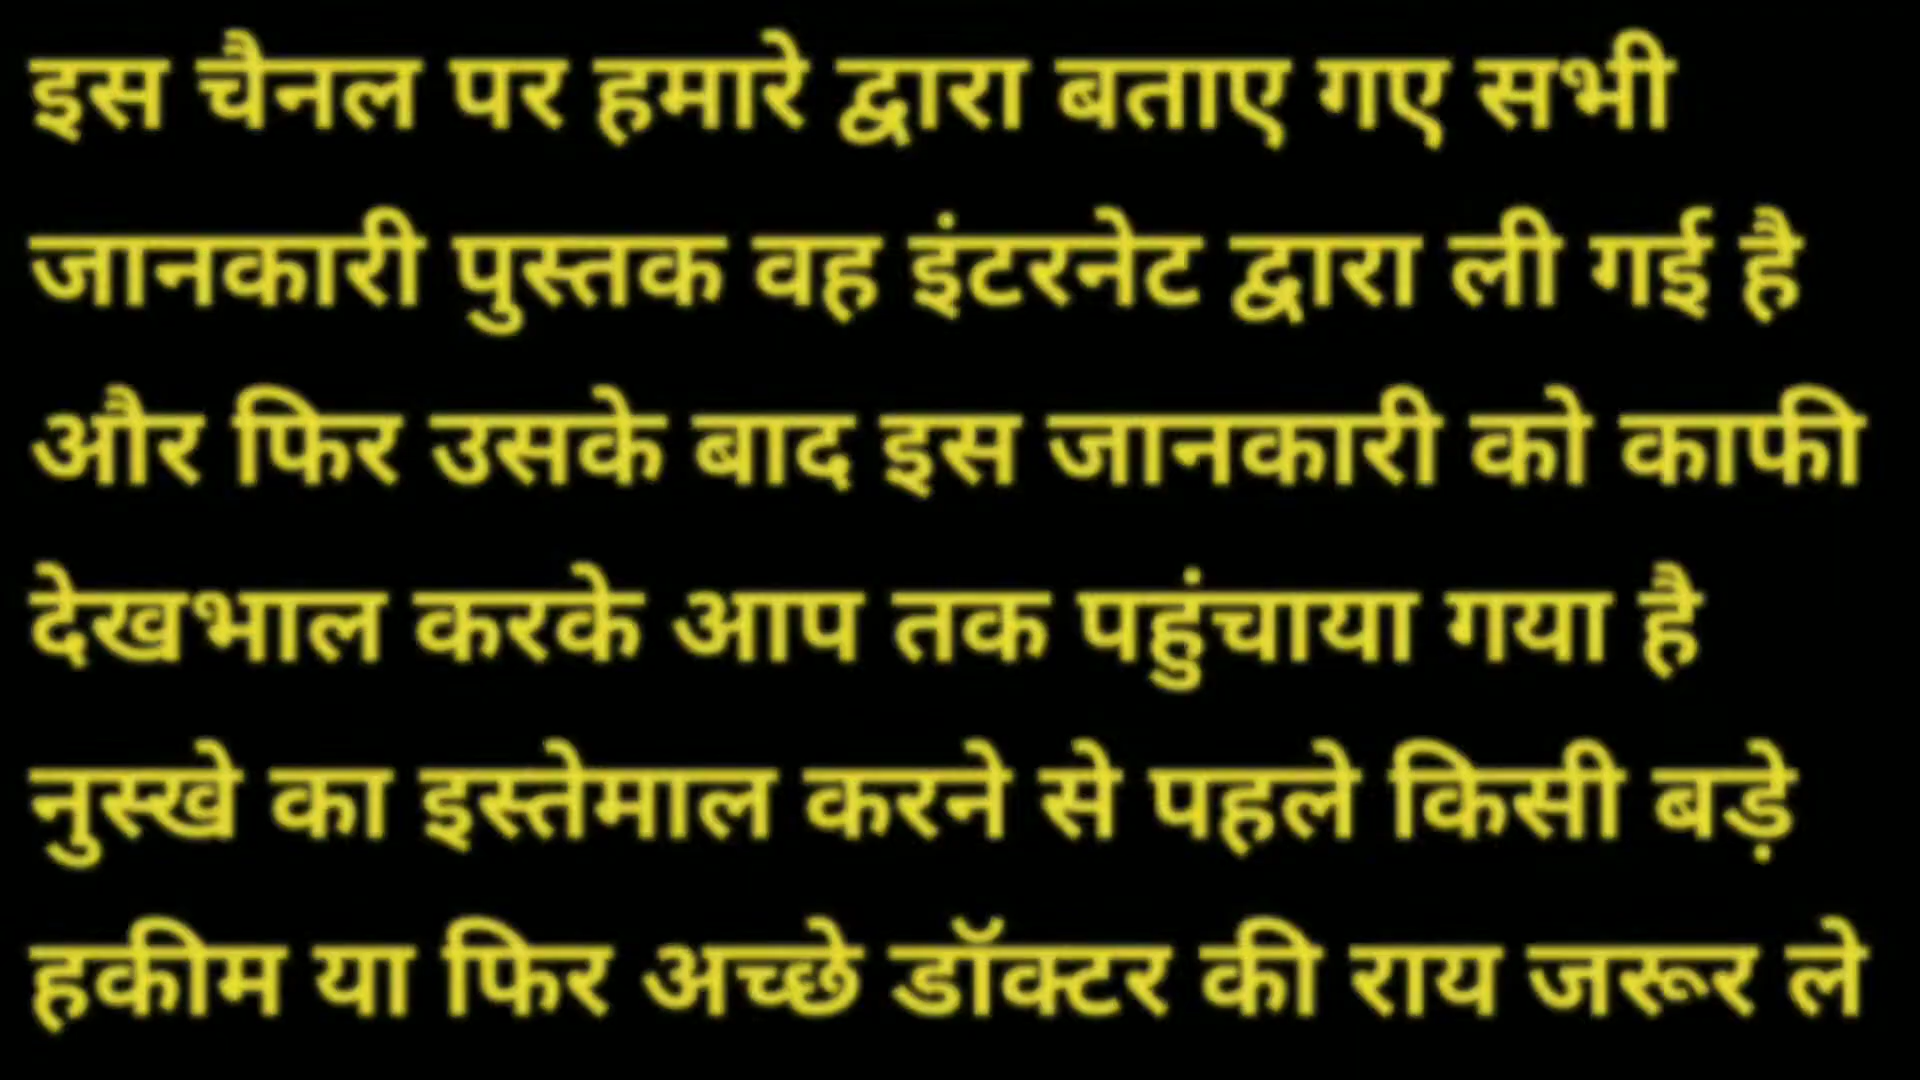 इस चैनल पर हमारे द्वारा बताए गए सभी
जानकारी पुस्तक वह इंटरनेट द्वारा ली गई है
और फिर उसके बाद इस जानकारी को काफी
देखभाल करके आप तक पहुंचाया गया है
नुस्खे का इस्तेमाल करने से पहले किसी बड़े
हकीम या फिर अच्छे डॉक्टर की राय जरूर ले